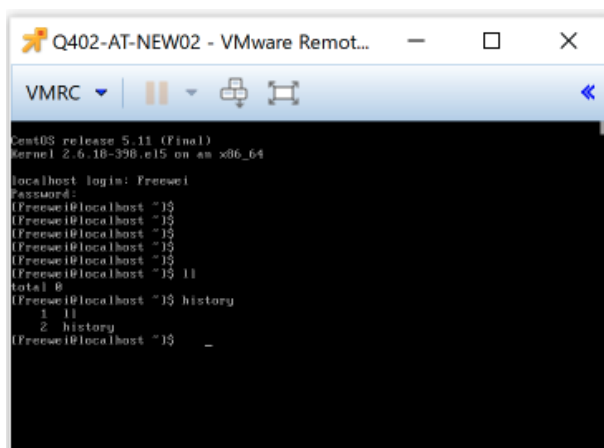 Q402-AT-NEW02 - VMware Remot...
VMRC
CentOS release 5.11 (Final)
Kernel 2.6.18-398.el5 on an x86_64
localhost login: Freewei
Password:
[Freewei@localhost ~]$
[Freewei@localhost ~]$
[Freewei@localhost ~]$
[Freewei@localhost ~]$
[Freewei@localhost ~]$
[Freewei@localhost ~]$ ll
total 0
[Freewei@localhost ~]$ history
1 ll
2 history
[Freewei@localhost ~]$ _